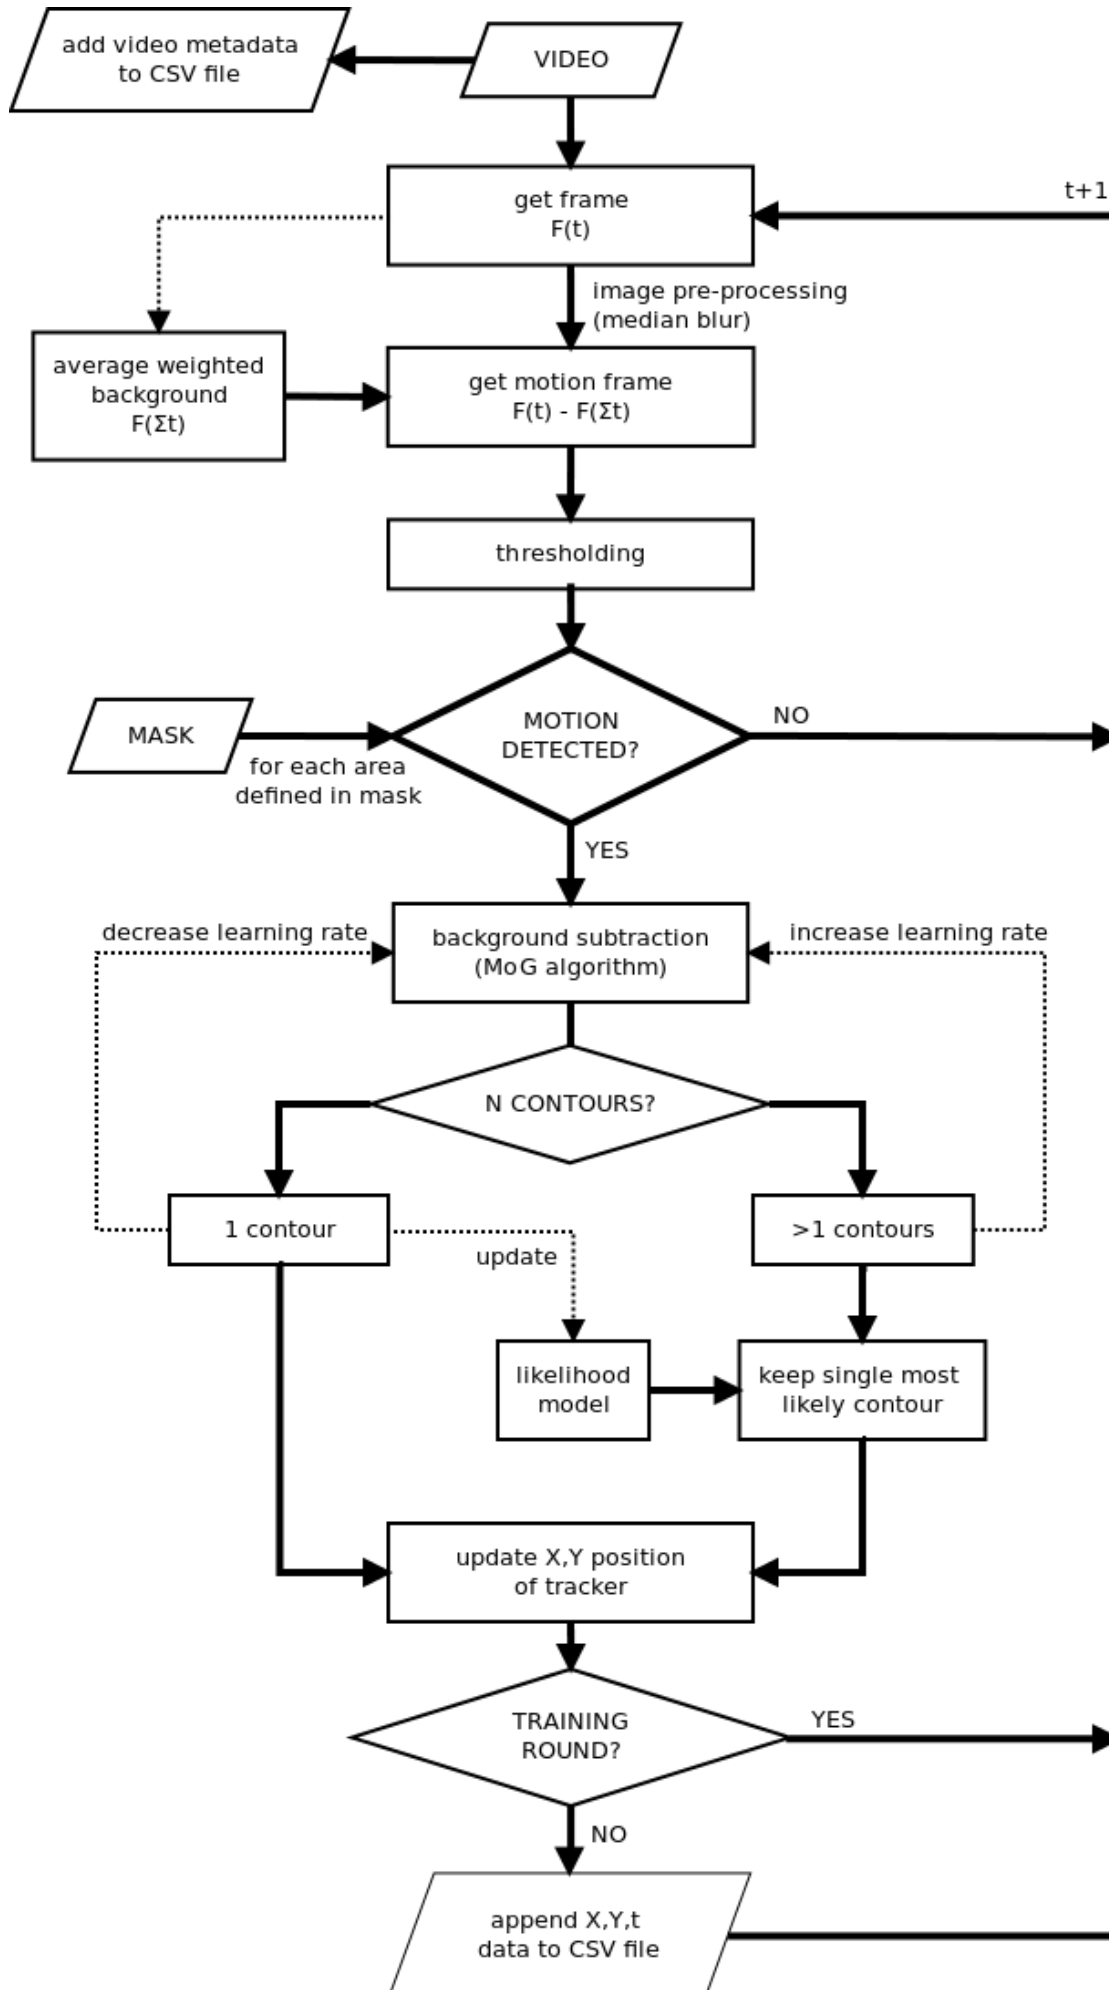 add video metadata
to CSV file
VIDEO
get frame
F(t)
t+1
image pre-processing
(median blur)
average weighted
background
F(Σt)
get motion frame
F(t) - F(Σt)
thresholding
MASK
for each area
defined in mask
MOTION
DETECTED?
NO
YES
decrease learning rate
background subtraction
(MoG algorithm)
increase learning rate
N CONTOURS?
1 contour
>1 contours
update
likelihood
model
keep single most
likely contour
update X,Y position
of tracker
TRAINING
ROUND?
YES
NO
append X,Y,t
data to CSV file